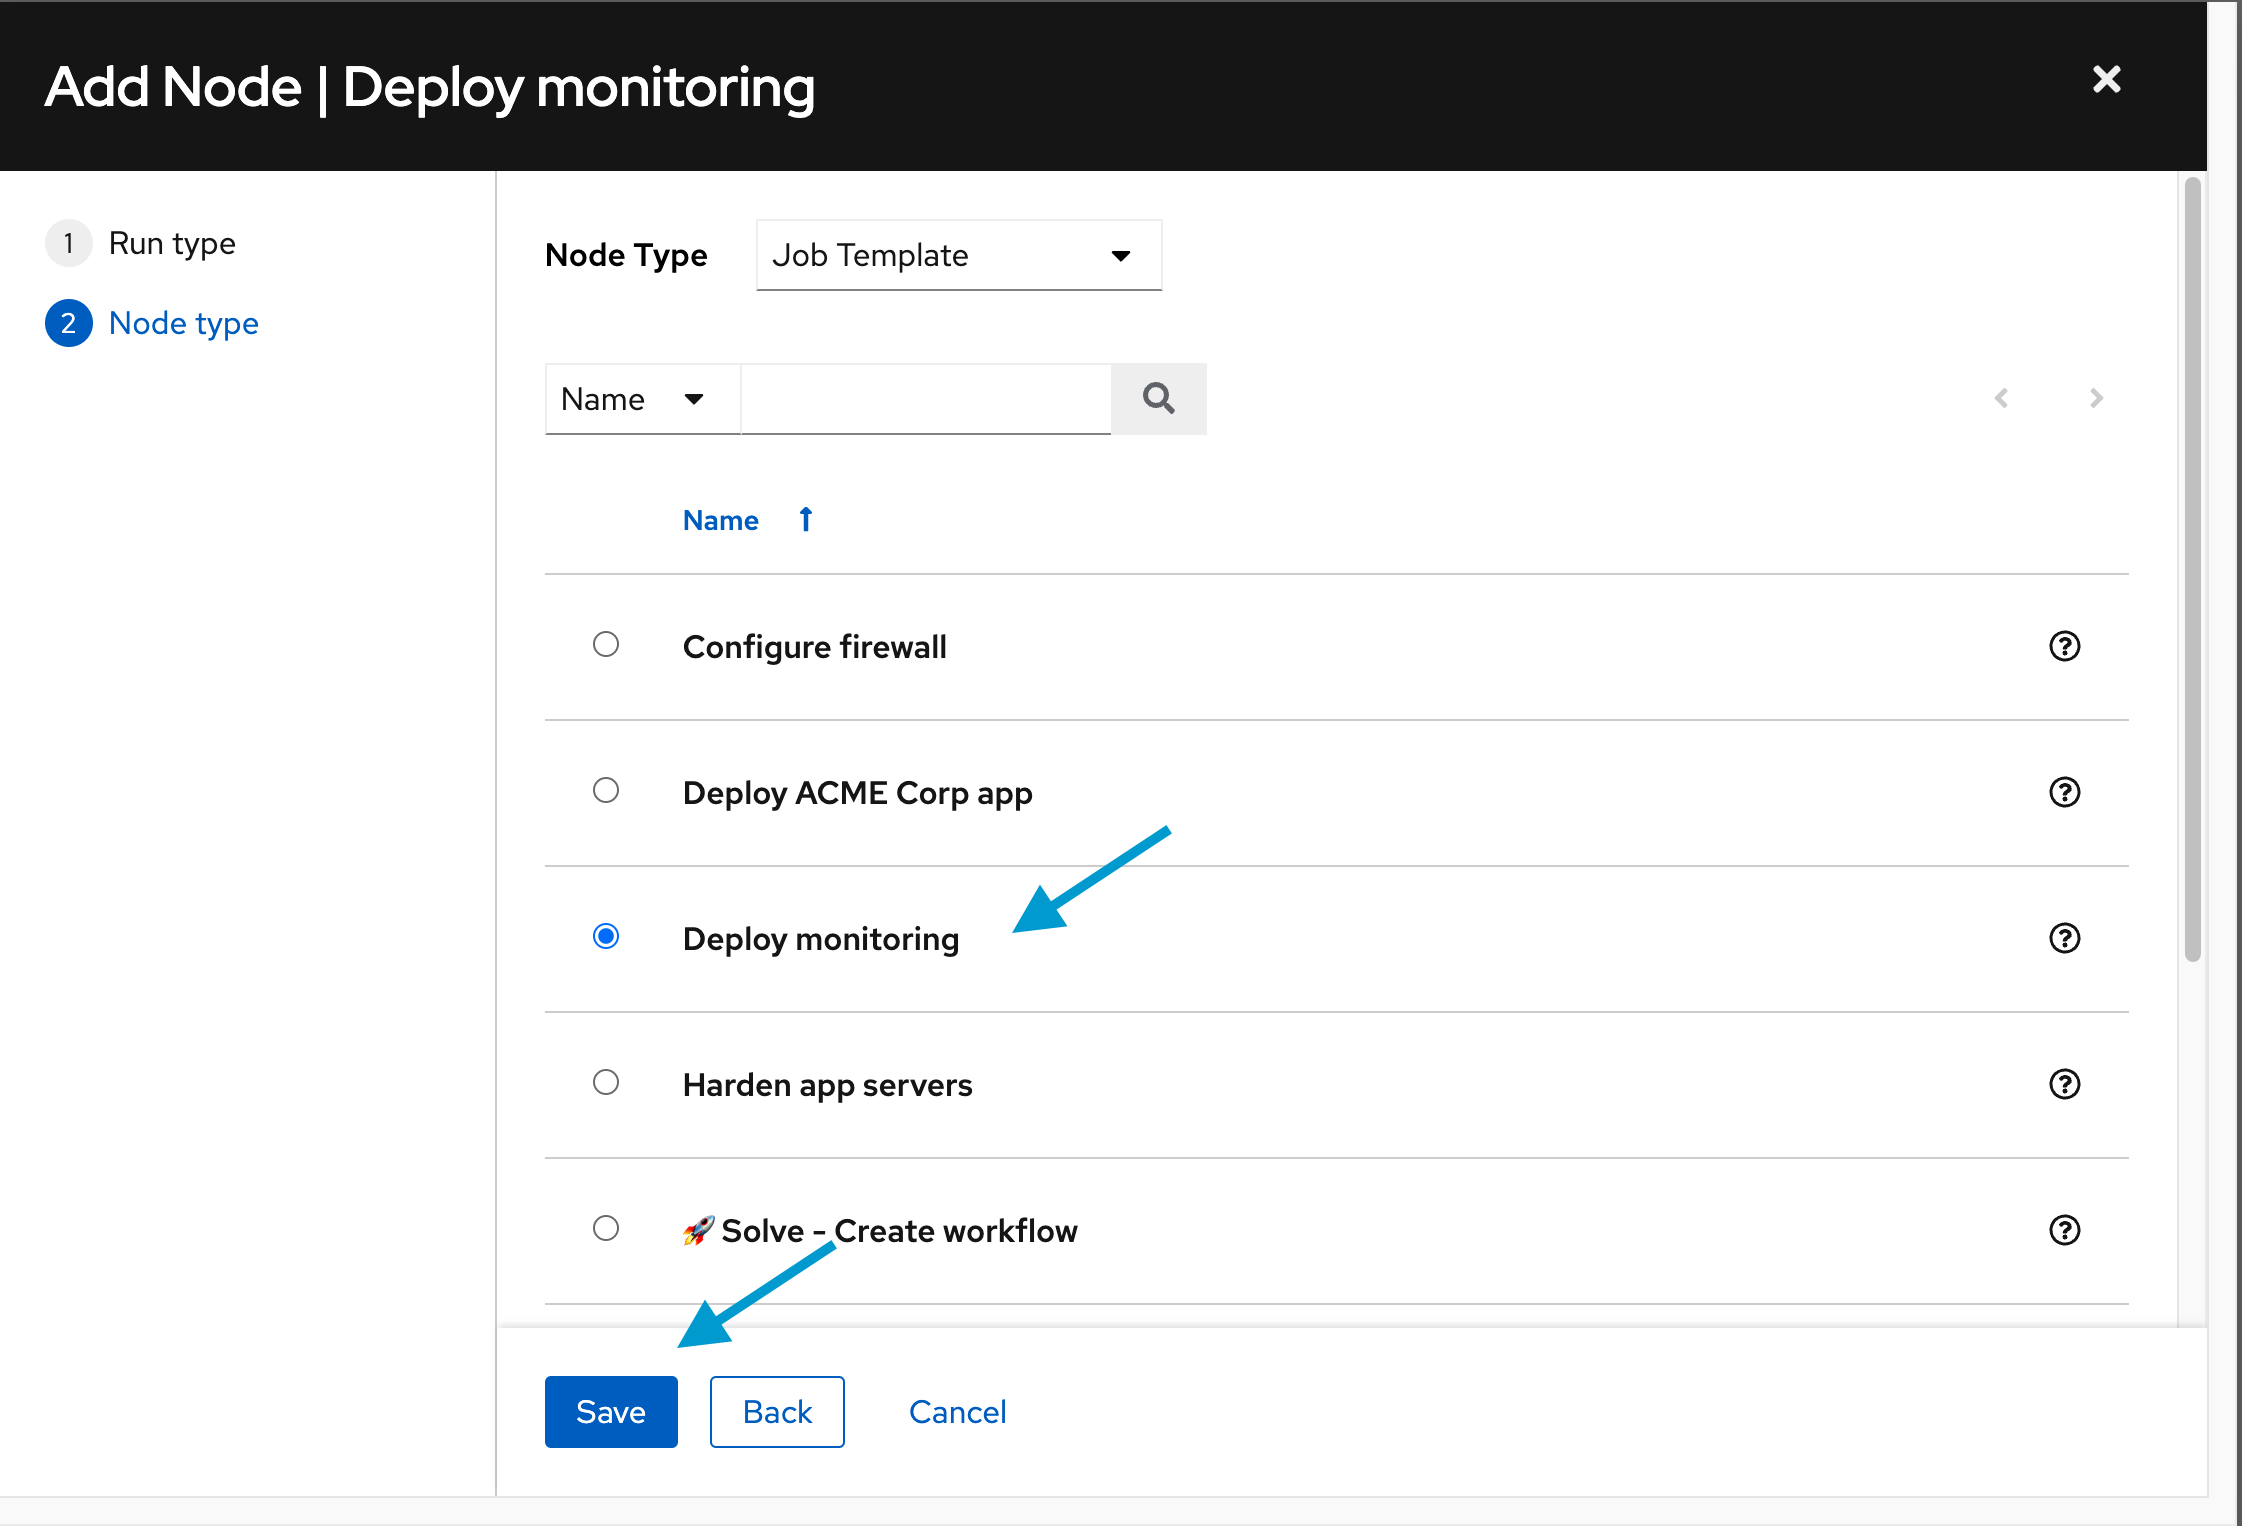 Add Node | Deploy monitoring
1 Run type
2 Node type
Node Type Job Template
Name
Name
Configure firewall
Deploy ACME Corp app
Deploy monitoring
Harden app servers
🚀 Solve - Create workflow
Save Back Cancel